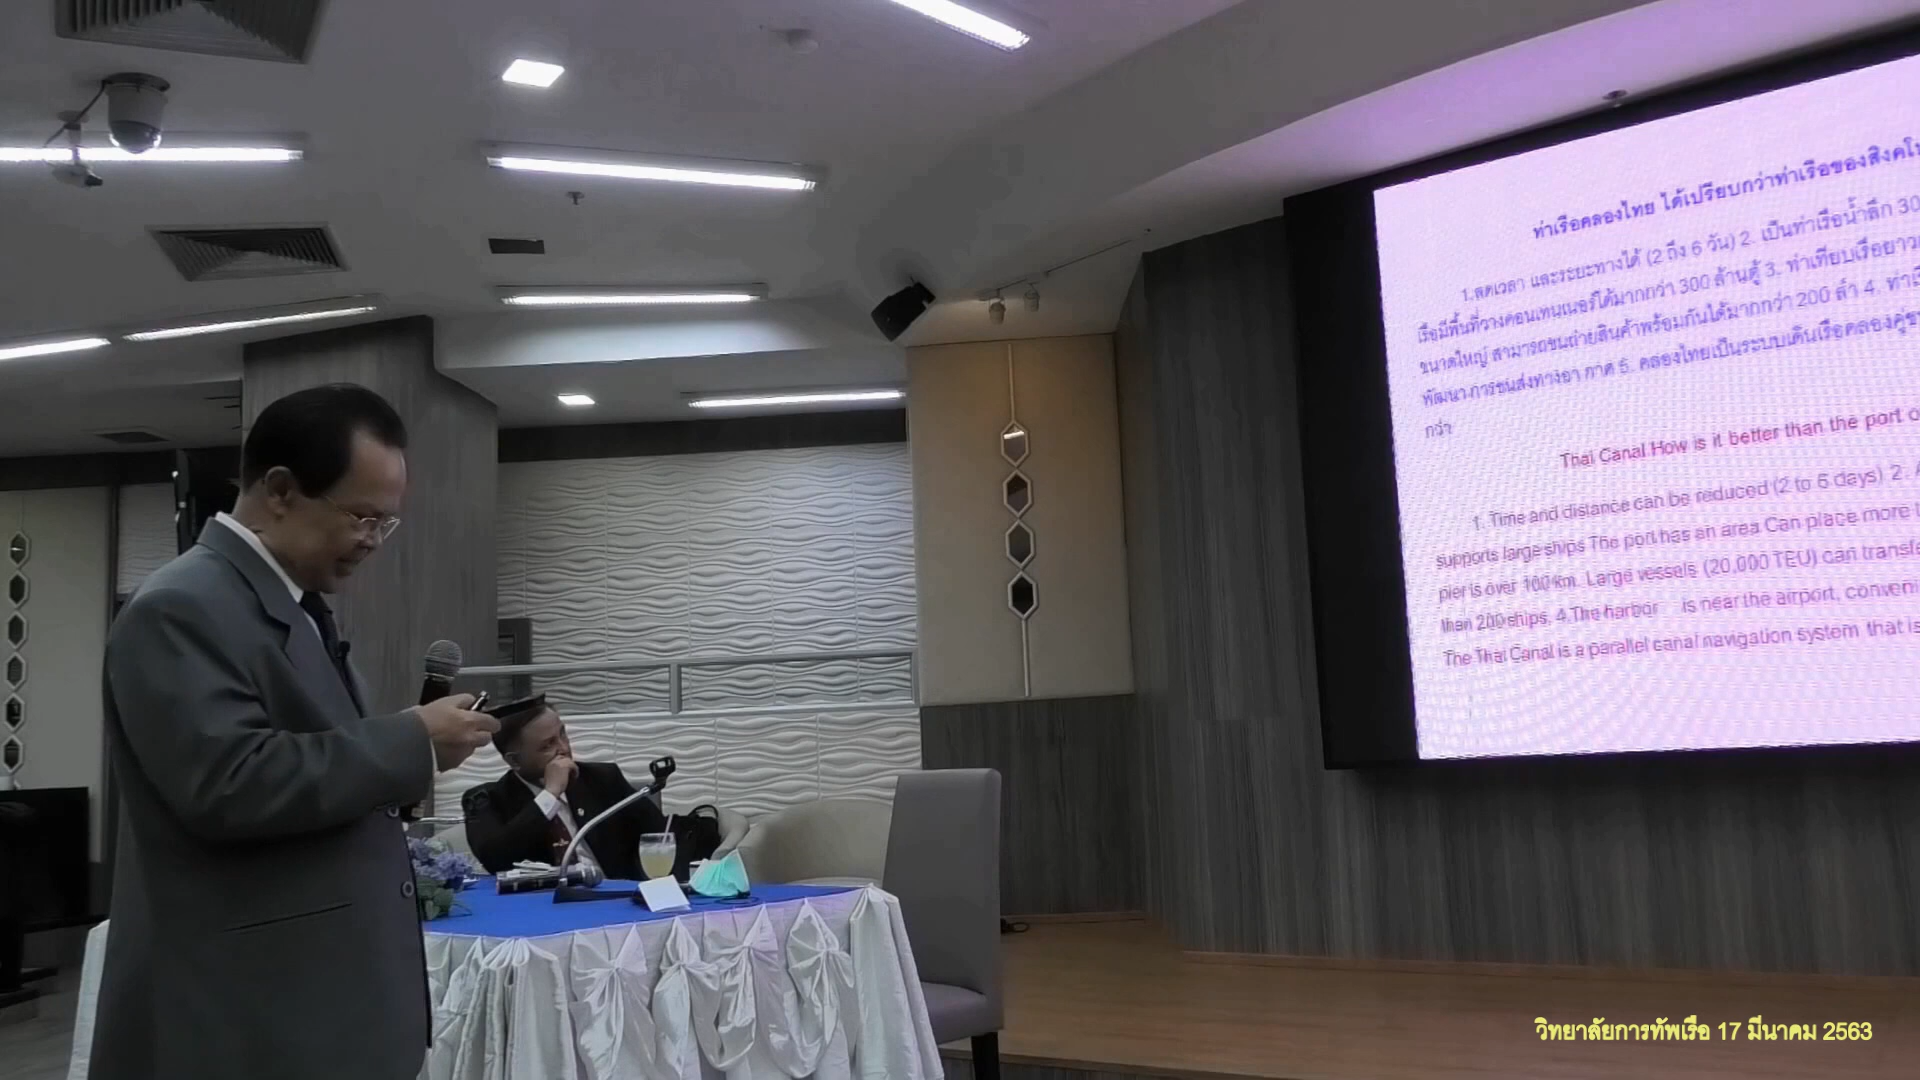 ท่าเรือคลองไทย ได้เปรียบกว่าท่าเรือของสิงคโ
1.ลดเวลา และระยะทางได้ (2 ถึง 6 วัน) 2. เป็นท่าเรือน้ำลึก 30
เรือมีพื้นที่วางคอนเทนเนอร์ได้มากกว่า 300 ล้านตู้ 3. ท่าเทียบเรือยาว
ขนาดใหญ่ สามารถขนถ่ายสินค้าพร้อมกันได้มากกว่า 200 ลำ 4. ท่าเ
พัฒนา การขนส่งทางอา กาศ 5. คลองไทยเป็นระบบเดินเรือคลองคู่
กว่า
Thai Canal How is it better than the port o
1. Time and distance can be reduced (2 to 6 days) 2. A
supports large ships The port has an area Can place more
pier is over 100 km. Large vessels (20,000 TEU) can transf
than 200 ships, 4.The harbor is near the airport, conveni
The Thai Canal is a parallel canal navigation system that is
วิทยาลัยการทัพเรือ 17 มีนาคม 2563